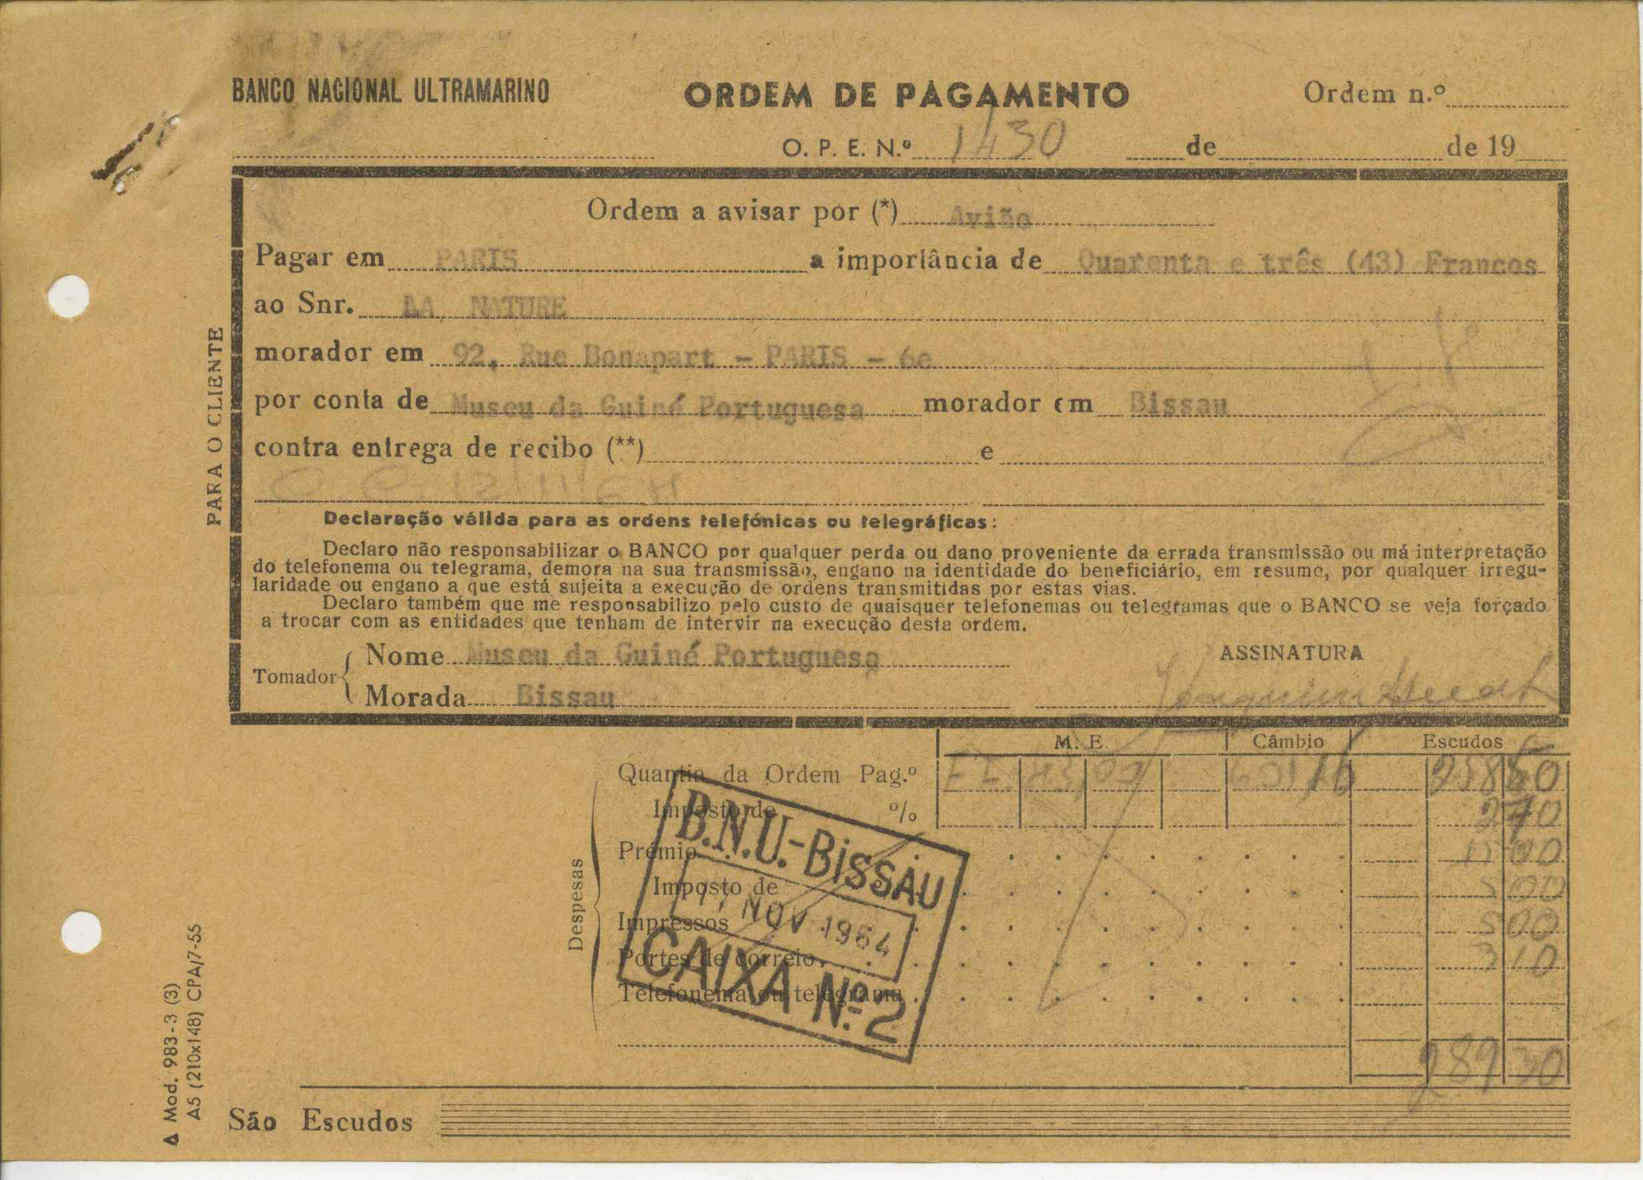 BANCO NACIONAL ULTRAMARINO
ORDEM DE PAGAMENTO
Ordem n.º
O. P. E. N.º 1430
de de 19
Ordem a avisar por (*) Avião
Pagar em PARIS a importância de Quarenta e três (43) Francos
ao Snr. LA NATURE
morador em 92, Rue Bonapart - PARIS - 6e
por conta de Museu da Guiné Portuguesa morador em Bissau
contra entrega de recibo (**) e
PARA O CLIENTE
Declaração válida para as ordens telefónicas ou telegráficas:
Declaro não responsabilizar o BANCO por qualquer perda ou dano proveniente da errada transmissão ou má interpretação
do telefonema ou telegrama, demora na sua transmissão, engano na identidade do beneficiário, em resumo, por qualquer irregu-
laridade ou engano a que está sujeita a execução de ordens transmitidas por estas vias.
Declaro também que me responsabilizo pelo custo de quaisquer telefonemas ou telegramas que o BANCO se veja forçado
a trocar com as entidades que tenham de intervir na execução desta ordem.
Tomador
Nome Museu da Guiné Portuguesa
Morada Bissau
ASSINATURA
M. E. Câmbio Escudos
Quantia da Ordem Pag.º
Imposto de %
270
Prémio
Imposto de
500
Impressos 500
Portes de correio 310
Telefonema ou telegrama
28930
Despesas
B.N.U.-BISSAU
NOV 1964
CAIXA Nº 2
São Escudos
Δ Mod. 983-3 (3)
A5 (210x148) CPA/7-55